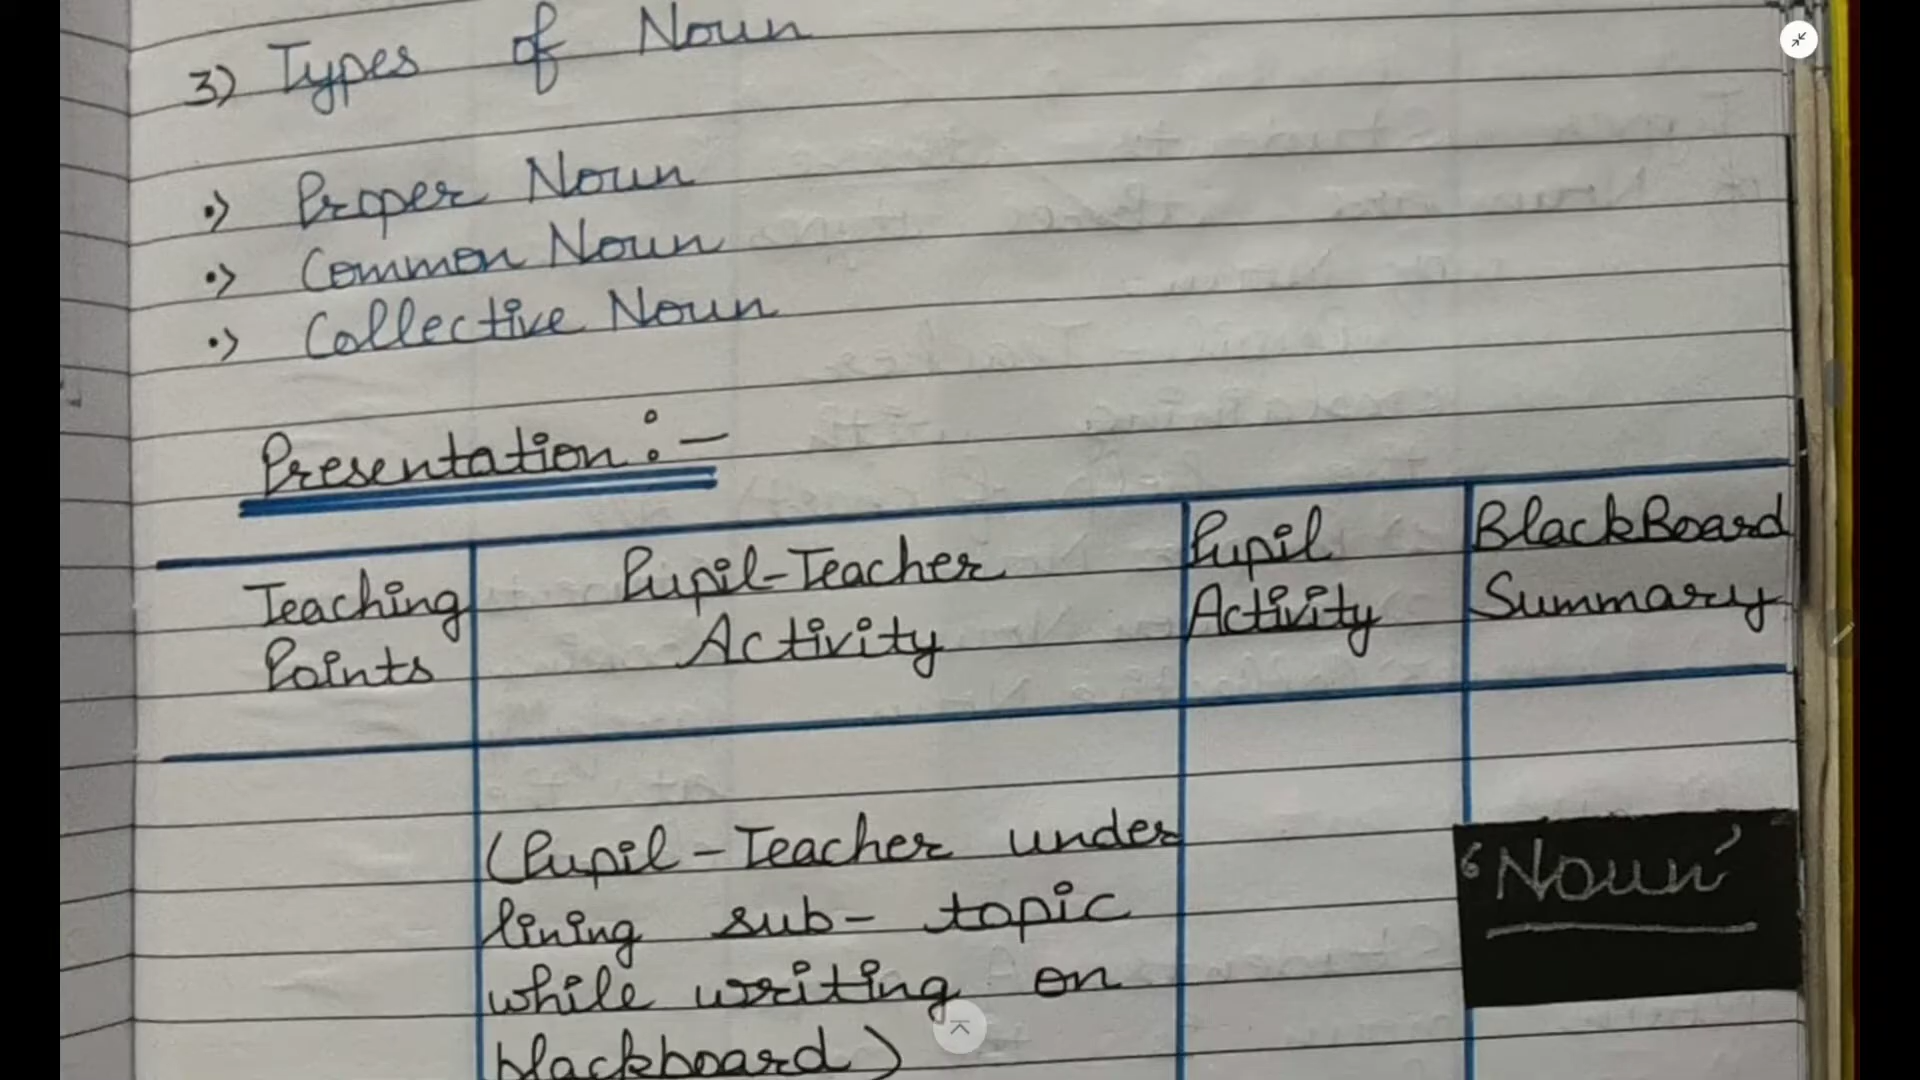 3) Types of Noun
·> Proper Noun
·> Common Noun
·> Collective Noun
Presentation :-
Teaching Points
Pupil-Teacher Activity
Pupil Activity
BlackBoard Summary
(Pupil-Teacher under
lining sub- topic
while writing on
blackboard)
'Noun'